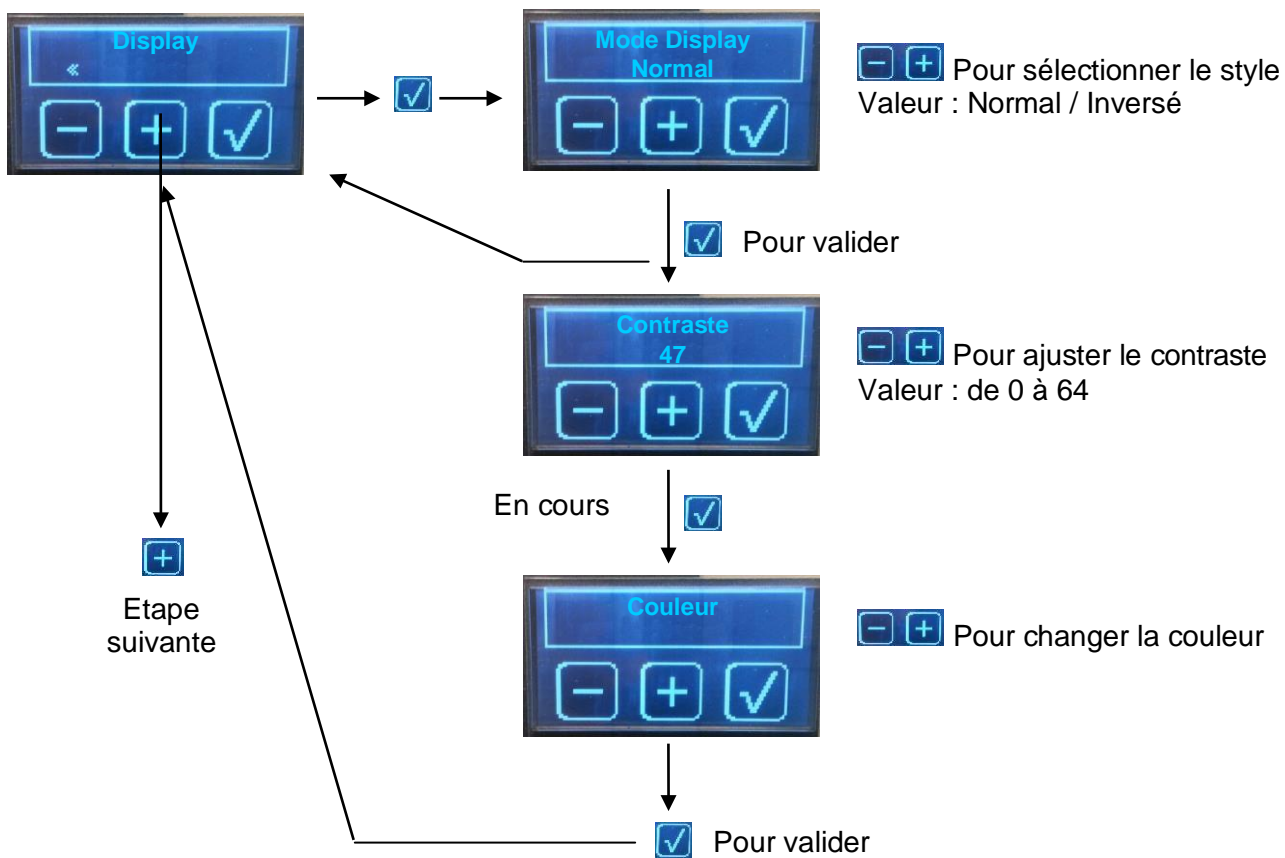 Display
«
Mode Display
Normal
Pour sélectionner le style
Valeur : Normal / Inversé
Pour valider
Contraste
47
Pour ajuster le contraste
Valeur : de 0 à 64
En cours
Etape
suivante
Couleur
Pour changer la couleur
Pour valider